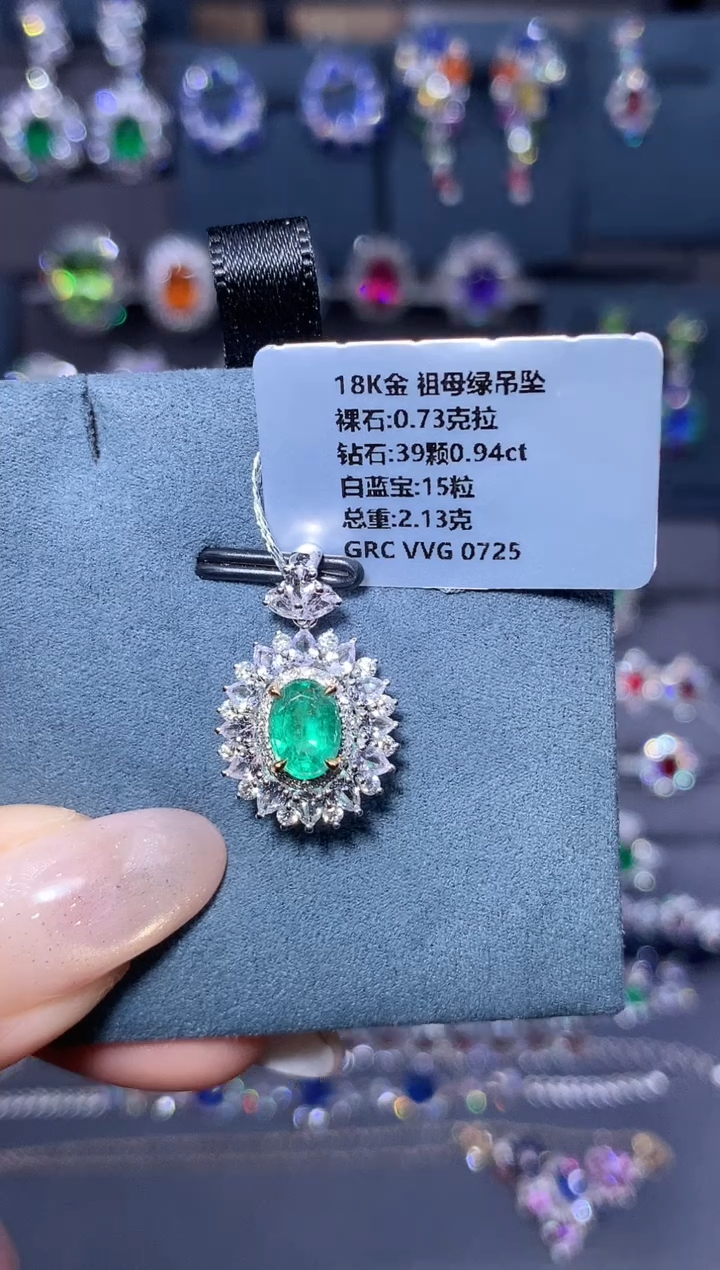 18K金 祖母绿吊坠
裸石:0.73克拉
钻石:39颗0.94ct
白蓝宝:15粒
总重:2.13克
GRC VVG 0725